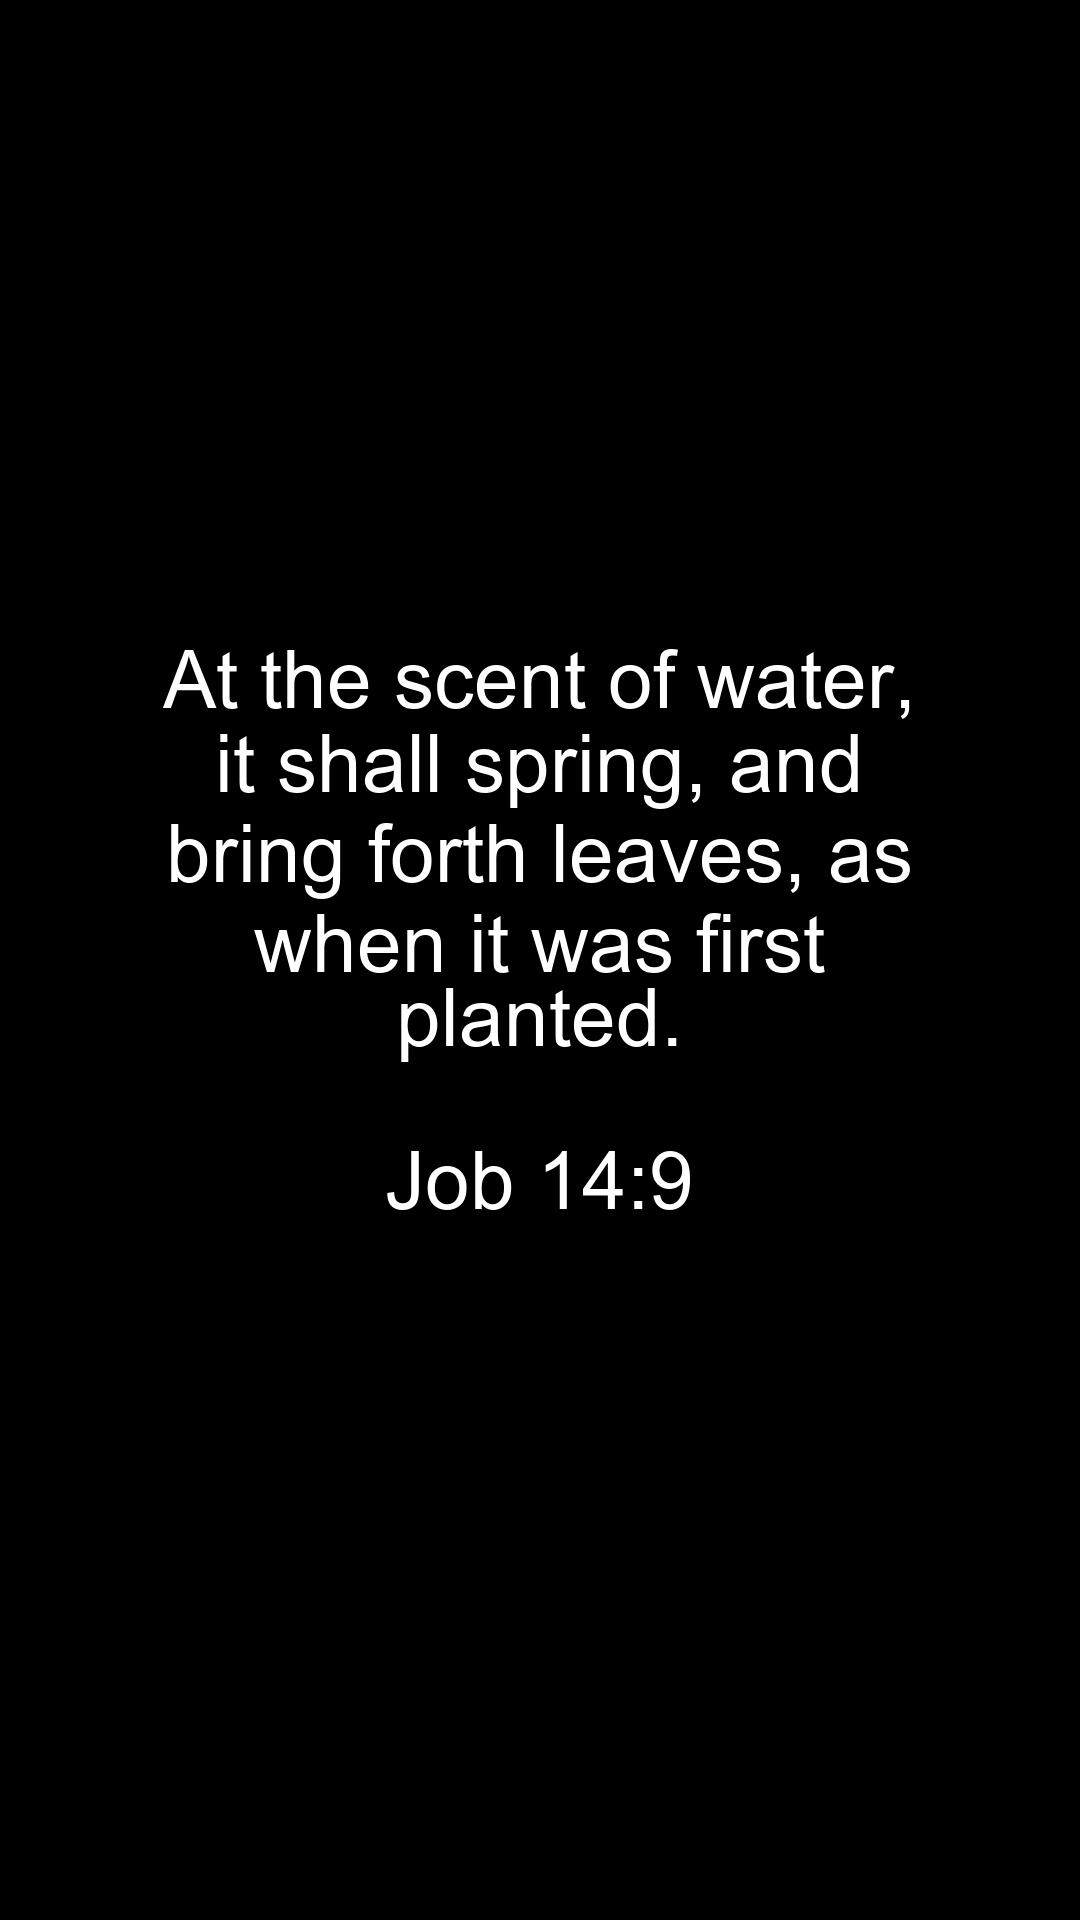 At the scent of water,
it shall spring, and
bring forth leaves, as
when it was first
planted.
Job 14:9